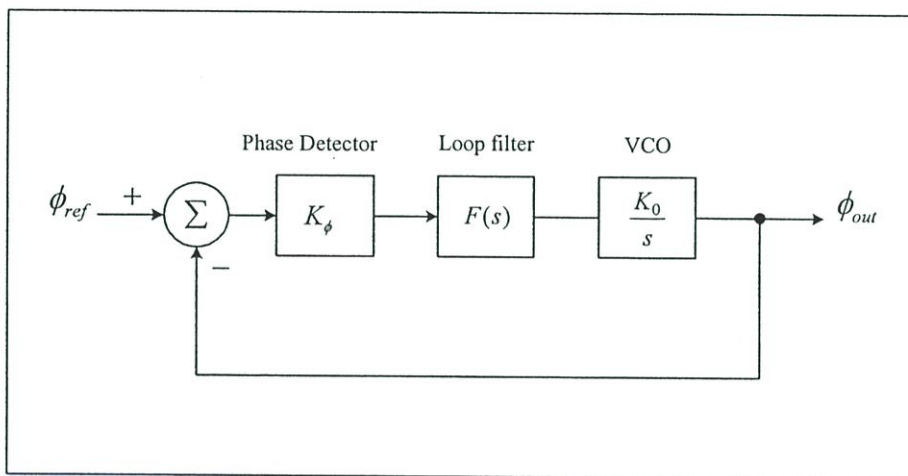 Phase Detector Loop filter VCO
ϕref + Σ Kϕ F(s) K0/s ϕout
−